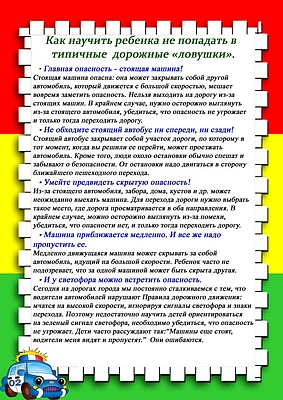 Как научить ребенка не попадать в
типичные дорожные «ловушки».
• Главная опасность - стоящая машина!
Стоящая машина опасна: она может закрывать собой другой
автомобиль, который движется с большой скоростью, мешает
вовремя заметить опасность. Нельзя выходить на дорогу из-за
стоящих машин. В крайнем случае, нужно осторожно выглянуть
из-за стоящего автомобиля, убедиться, что опасность не угрожает
и только тогда переходить дорогу.
• Не обходите стоящий автобус ни спереди, ни сзади!
Стоящий автобус закрывает собой участок дороги, по которому в
тот момент, когда вы решили ее перейти, может проезжать
автомобиль. Кроме того, люди около остановки обычно спешат и
забывают о безопасности. От остановки надо двигаться в сторону
ближайшего пешеходного перехода.
• Умейте предвидеть скрытую опасность!
Из-за стоящего автомобиля, забора, дома, кустов и др. может
неожиданно выехать машина. Для перехода дороги нужно выбрать
такое место, где дорога просматривается в оба направления. В
крайнем случае, можно осторожно выглянуть из-за помехи,
убедиться, что опасности нет, и только тогда переходить дорогу.
• Машина приближается медленно. И все же надо
пропустить ее.
Медленно движущаяся машина может скрывать за собой
автомобиль, идущий на большой скорости. Ребенок часто не
подозревает, что за одной машиной может быть скрыта другая.
• И у светофора можно встретить опасность.
Сегодня на дорогах города мы постоянно сталкиваемся с тем, что
водители автомобилей нарушают Правила дорожного движения:
мчатся на высокой скорости, игнорируя сигналы светофора и знаки
перехода. Поэтому недостаточно научить детей ориентироваться
на зеленый сигнал светофора, необходимо убедиться, что опасность
не угрожает. Дети часто рассуждают так:"Машины еще стоят,
водители меня видят и пропустят." Они ошибаются.
02